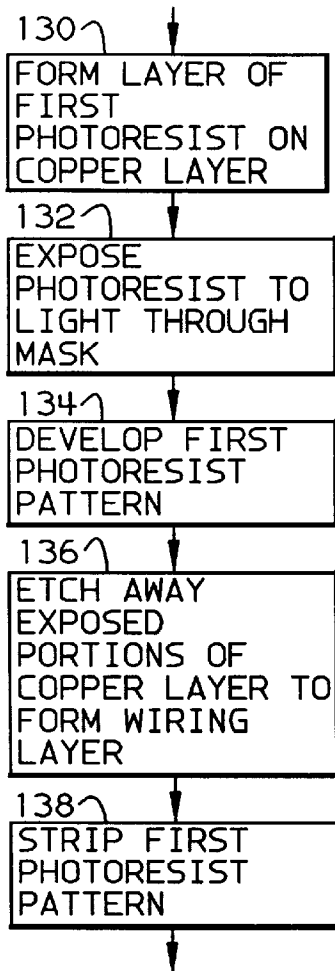 130
FORM LAYER OF
FIRST
PHOTORESIST ON
COPPER LAYER
132
EXPOSE
PHOTORESIST TO
LIGHT THROUGH
MASK
134
DEVELOP FIRST
PHOTORESIST
PATTERN
136
ETCH AWAY
EXPOSED
PORTIONS OF
COPPER LAYER TO
FORM WIRING
LAYER
138
STRIP FIRST
PHOTORESIST
PATTERN